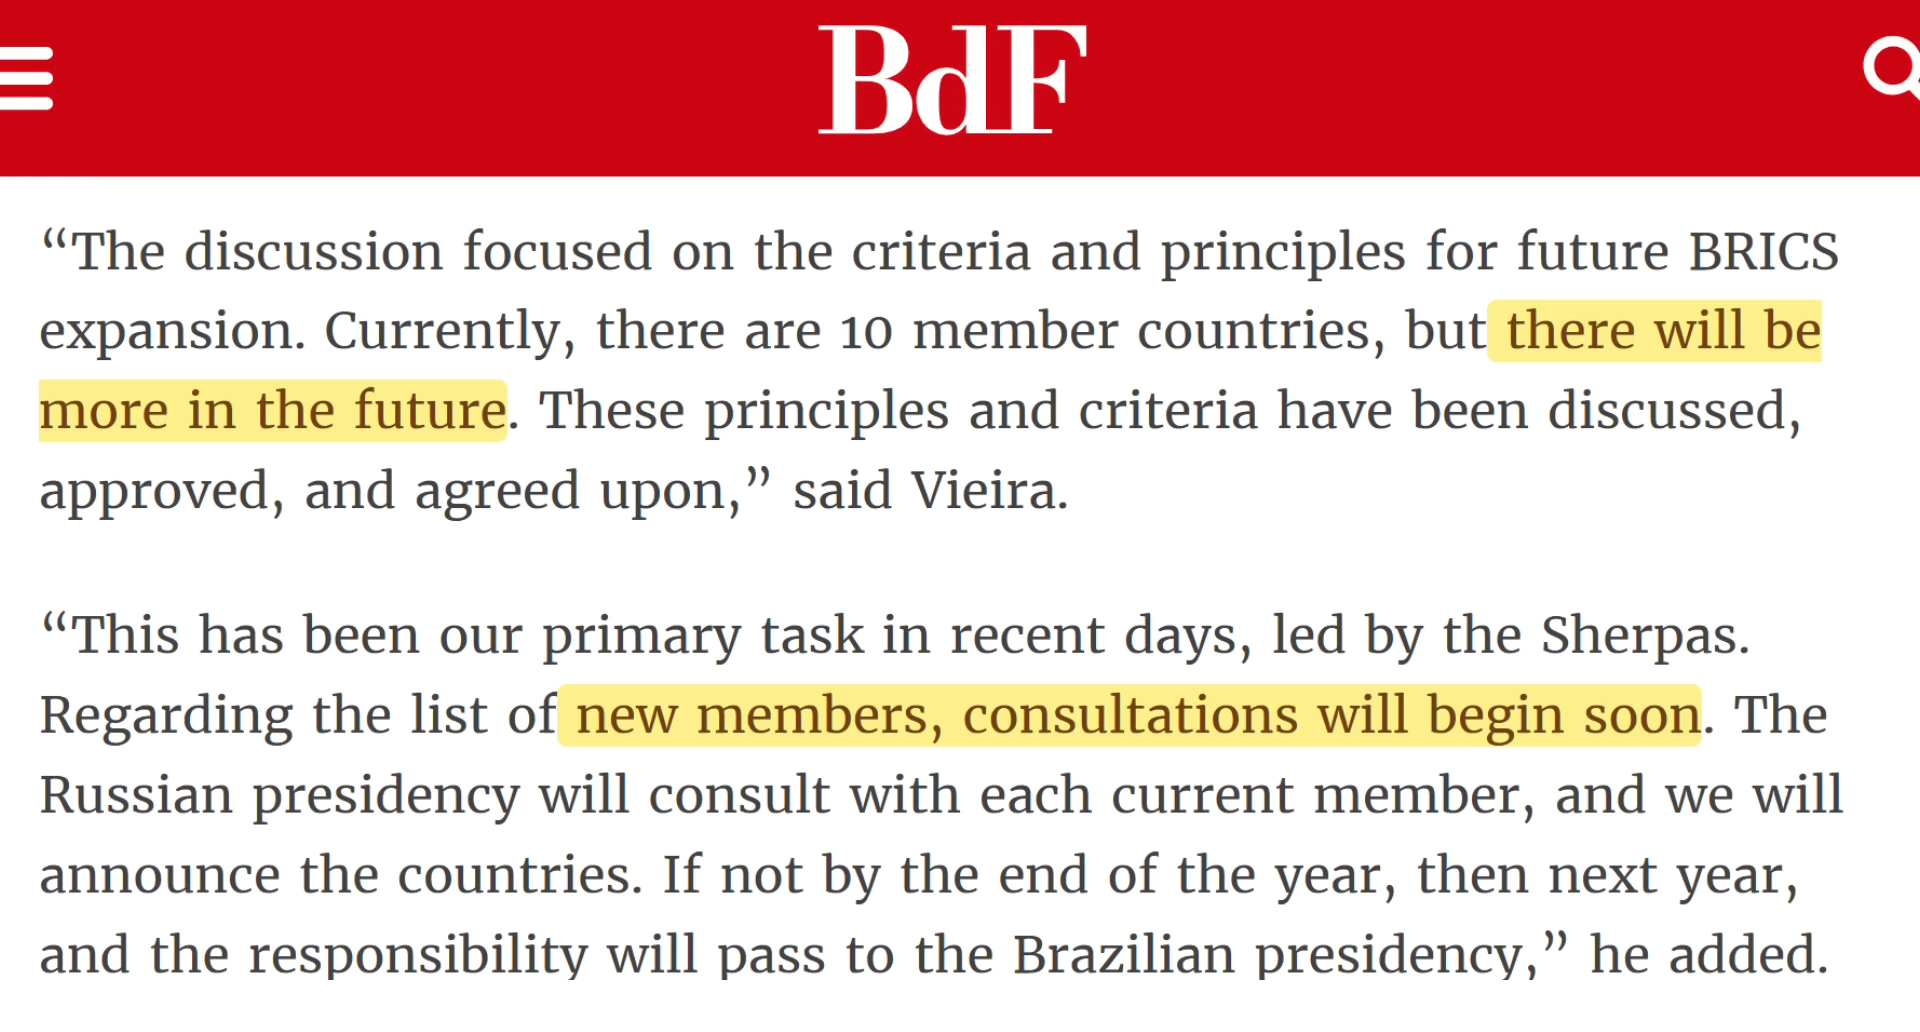 BdF
“The discussion focused on the criteria and principles for future BRICS
expansion. Currently, there are 10 member countries, but there will be
more in the future. These principles and criteria have been discussed,
approved, and agreed upon,” said Vieira.
“This has been our primary task in recent days, led by the Sherpas.
Regarding the list of new members, consultations will begin soon. The
Russian presidency will consult with each current member, and we will
announce the countries. If not by the end of the year, then next year,
and the responsibility will pass to the Brazilian presidency,” he added.